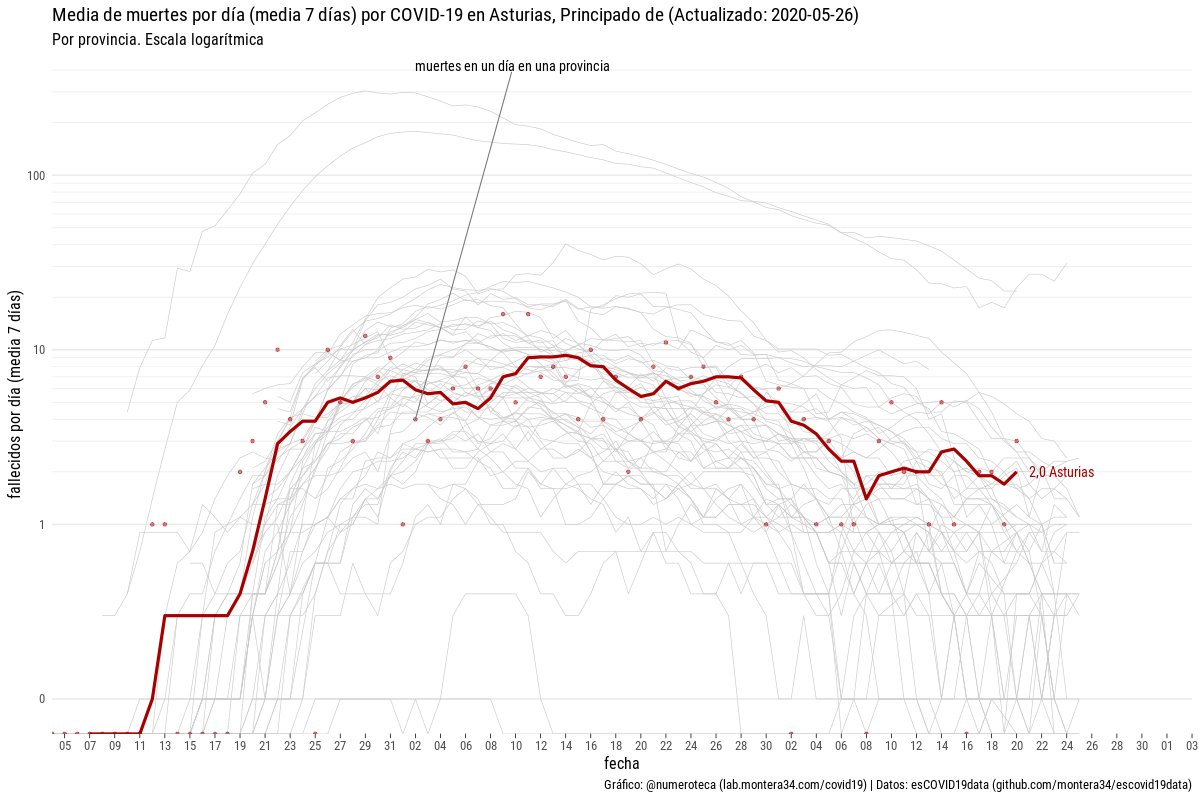 Media de muertes por día (media 7 días) por COVID-19 en Asturias, Principado de (Actualizado: 2020-05-26)
Por provincia. Escala logarítmica
muertes en un día en una provincia
fallecidos por día (media 7 días)
100
10
1
0
2,0 Asturias
05 07 09 11 13 15 17 19 21 23 25 27 29 31 02 04 06 08 10 12 14 16 18 20 22 24 26 28 30 02 04 06 08 10 12 14 16 18 20 22 24 26 28 30 01 03
fecha
Gráfico: @numeroteca (lab.montera34.com/covid19) | Datos: esCOVID19data (github.com/montera34/escovid19data)